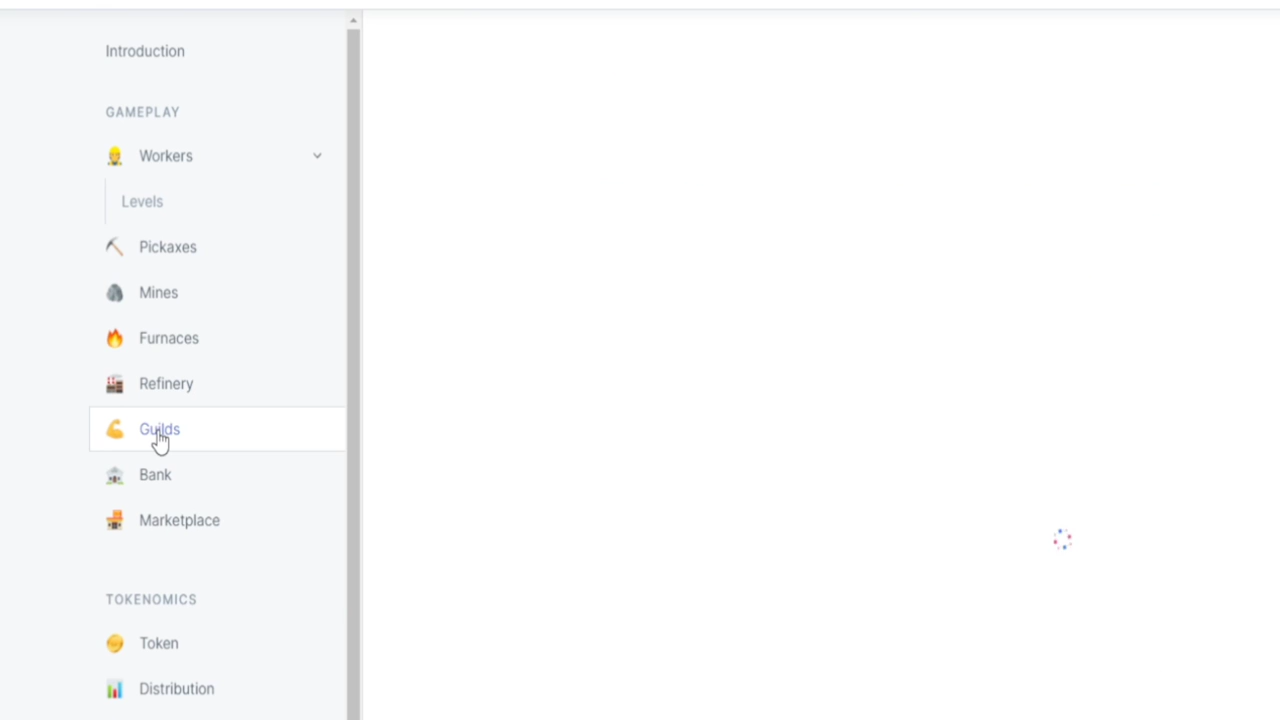 Introduction
GAMEPLAY
Workers
Levels
Pickaxes
Mines
Furnaces
Refinery
Guilds
Bank
Marketplace
TOKENOMICS
Token
Distribution